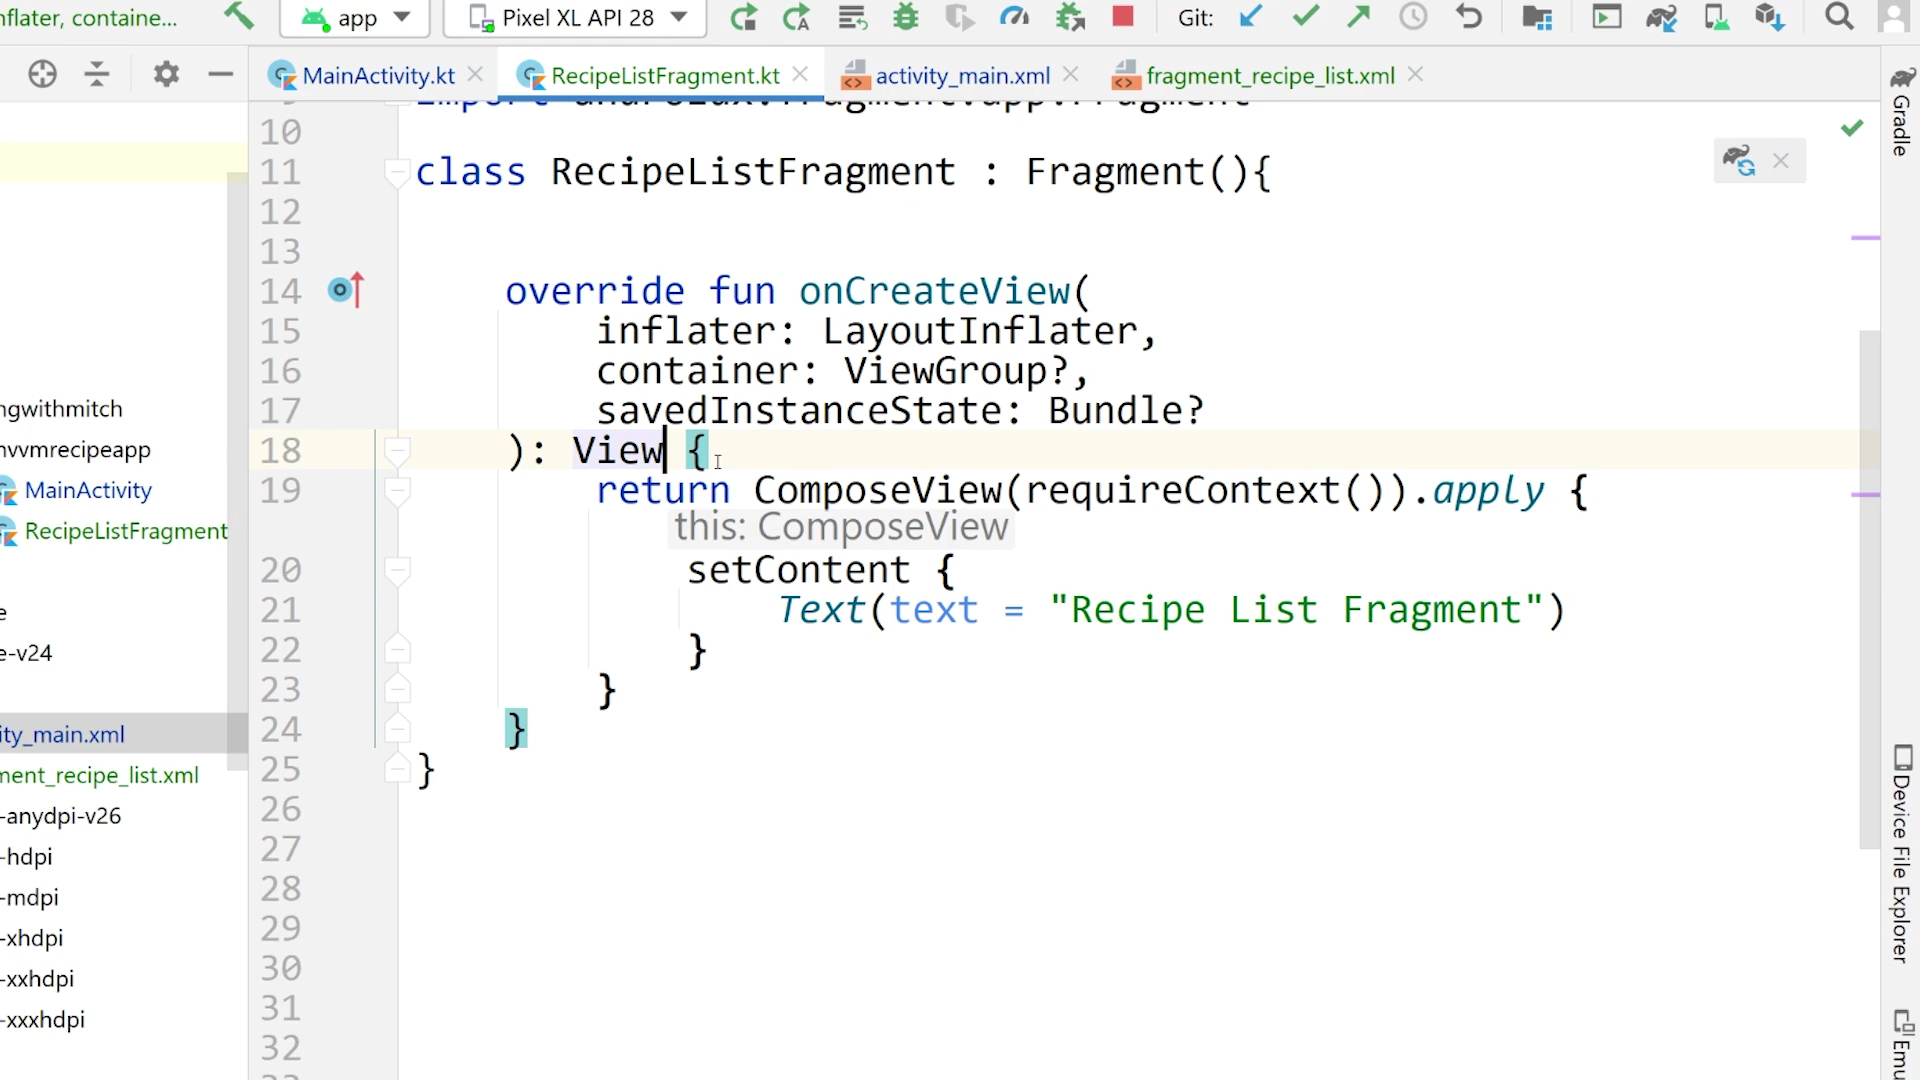 nflater, containe...
app
Pixel XL API 28
Git:
MainActivity.kt
RecipeListFragment.kt
activity_main.xml
fragment_recipe_list.xml
Gradle
10
11 class RecipeListFragment : Fragment(){
12
13
14 override fun onCreateView(
15 inflater: LayoutInflater,
16 container: ViewGroup?,
17 savedInstanceState: Bundle?
18 ): View {
19 return ComposeView(requireContext()).apply {
this: ComposeView
20 setContent {
21 Text(text = "Recipe List Fragment")
22 }
23 }
24 }
25 }
26
27
28
29
30
31
32
ngwithmitch
nvvmrecipeapp
MainActivity
RecipeListFragment
e
e-v24
ity_main.xml
ment_recipe_list.xml
-anydpi-v26
-hdpi
-mdpi
-xhdpi
-xxhdpi
-xxxhdpi
Device File Explorer
Emu